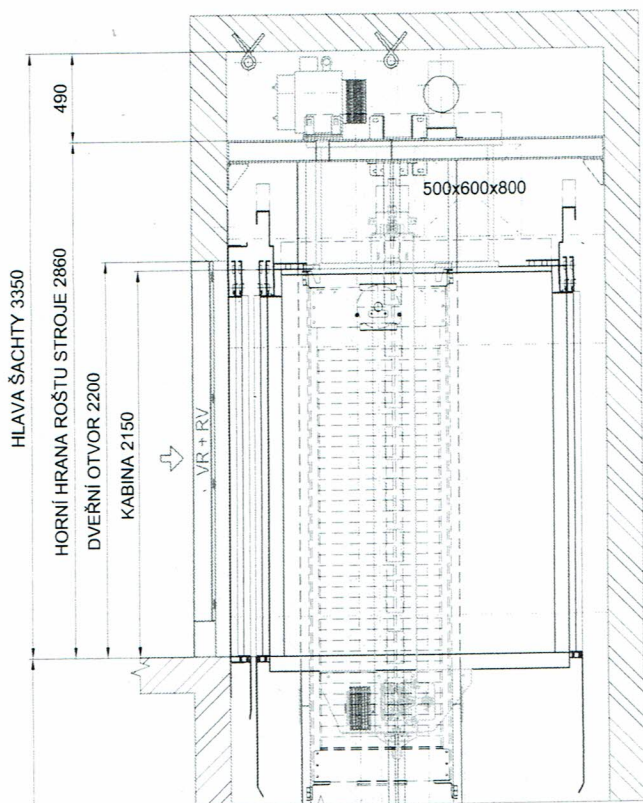 490
500x600x800
HLAVA ŠACHTY 3350
HORNÍ HRANA ROŠTU STROJE 2860
DVEŘNÍ OTVOR 2200
KABINA 2150
VR + RV